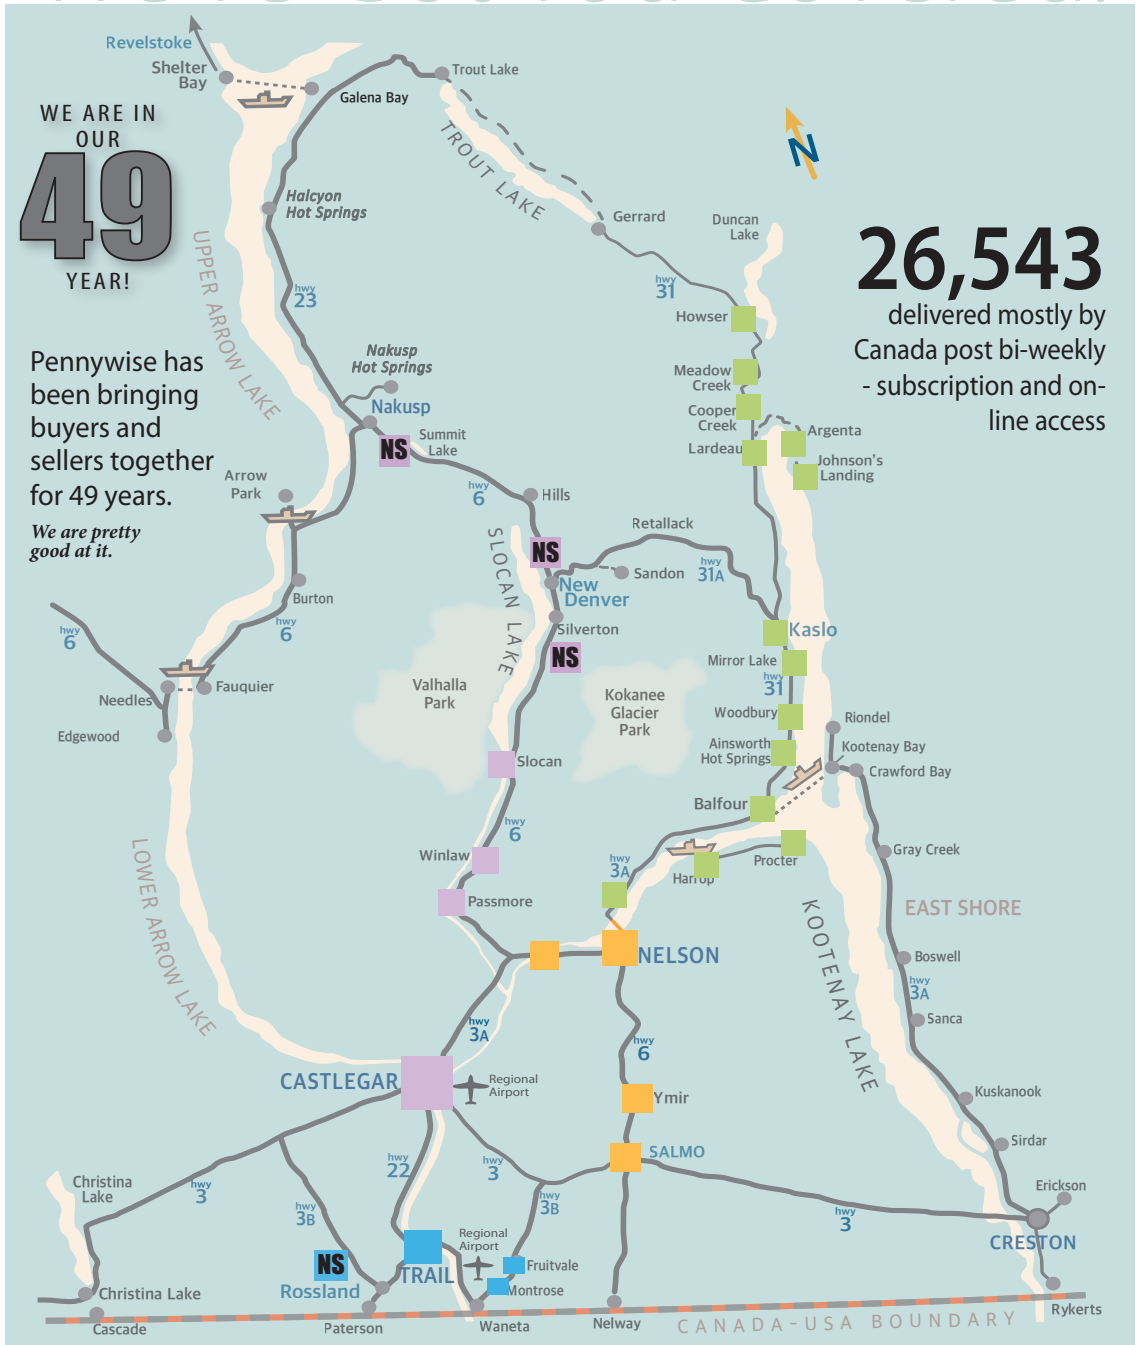 Revelstoke
Shelter
Bay
Galena Bay
Trout Lake
WE ARE IN
OUR
49
YEAR!
TROUT LAKE
N
Halcyon
Hot Springs
Gerrard
Duncan
Lake
26,543
delivered mostly by
Canada post bi-weekly
- subscription and on-
line access
UPPER ARROW LAKE
hwy
23
hwy
31
Howser
Pennywise has
been bringing
buyers and
sellers together
for 49 years.
We are pretty
good at it.
Nakusp
Hot Springs
Nakusp
NS
Summit
Lake
Meadow
Creek
Cooper
Creek
Lardeau
Argenta
Johnson's
Landing
Arrow
Park
hwy
6
Hills
Retallack
SLOCAN LAKE
NS
Sandon
hwy
31A
New
Denver
Burton
hwy
6
hwy
6
Silverton
NS
Kaslo
Mirror Lake
hwy
31
Needles
Fauquier
Edgewood
Valhalla
Park
Kokanee
Glacier
Park
Woodbury
Riondel
Ainsworth
Hot Springs
Kootenay Bay
Crawford Bay
Slocan
Balfour
hwy
6
Winlaw
hwy
3A
Harrop
Procter
Gray Creek
LOWER ARROW LAKE
Passmore
KOOTENAY LAKE
EAST SHORE
NELSON
Boswell
hwy
3A
Sanca
hwy
3A
hwy
6
CASTLEGAR
Regional
Airport
Ymir
Kuskanook
Sirdar
SALMO
Christina
Lake
hwy
3
hwy
22
hwy
3
hwy
3B
hwy
3B
hwy
3
Erickson
CRESTON
Regional
Airport
NS
Rossland
TRAIL
Fruitvale
Montrose
Christina Lake
Cascade
Paterson
Waneta
Nelway
CANADA-USA BOUNDARY
Rykerts